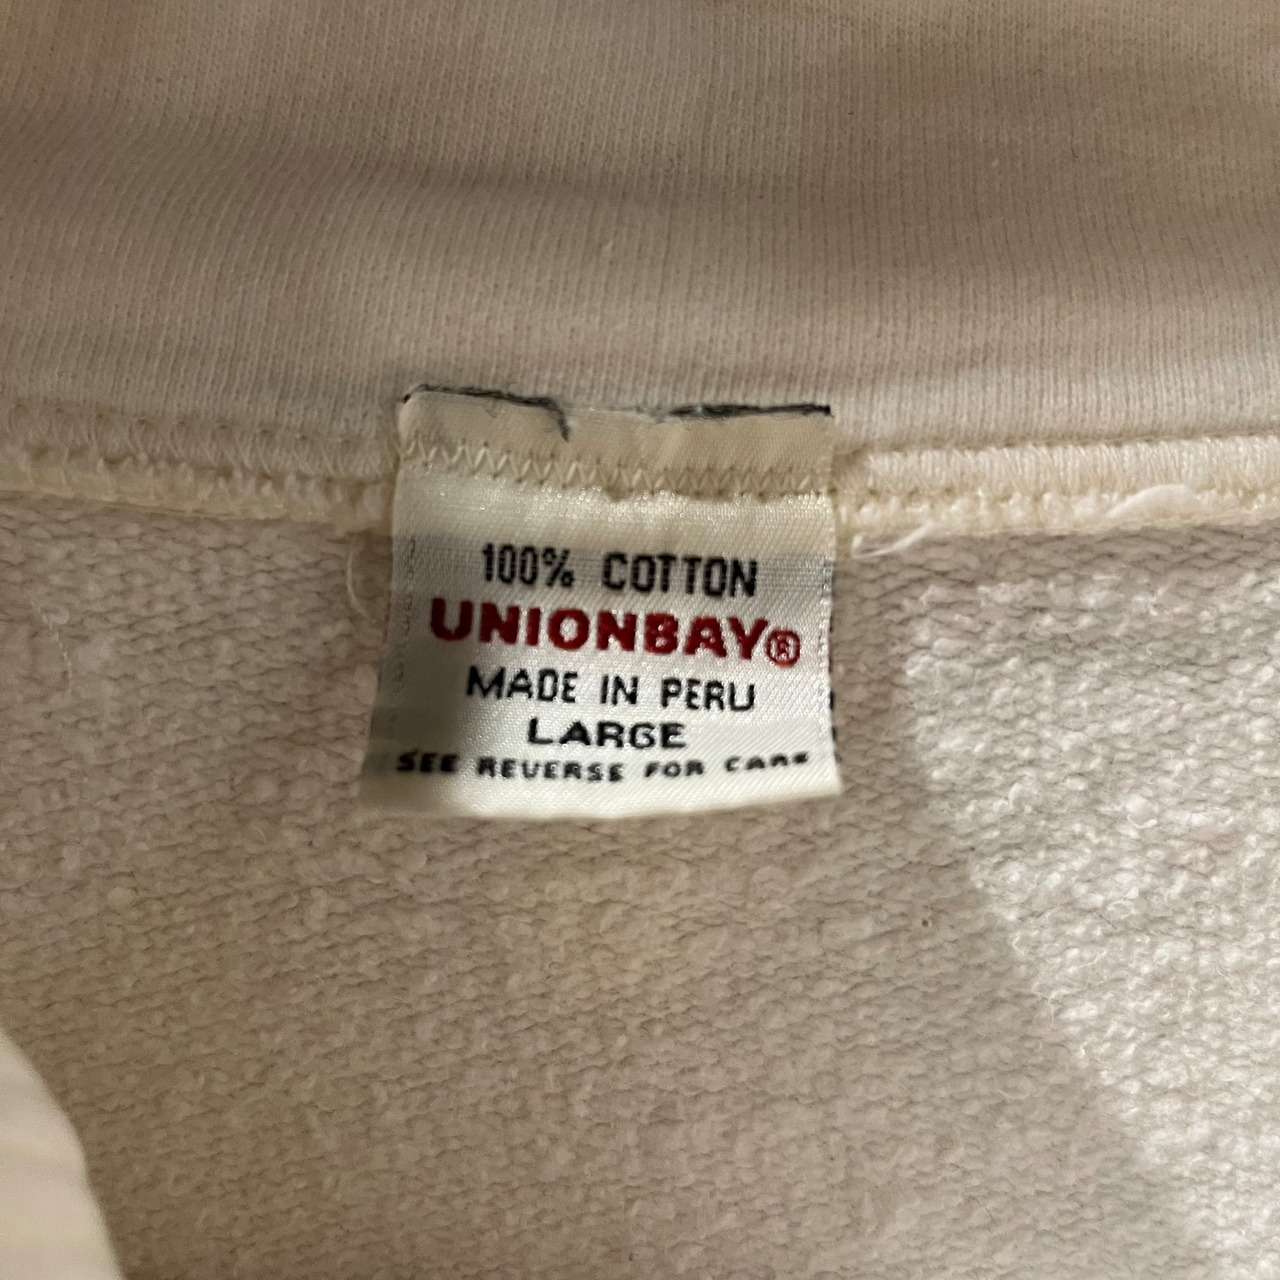 100% COTTON
UNIONBAY®
MADE IN PERU
LARGE
SEE REVERSE FOR CARE